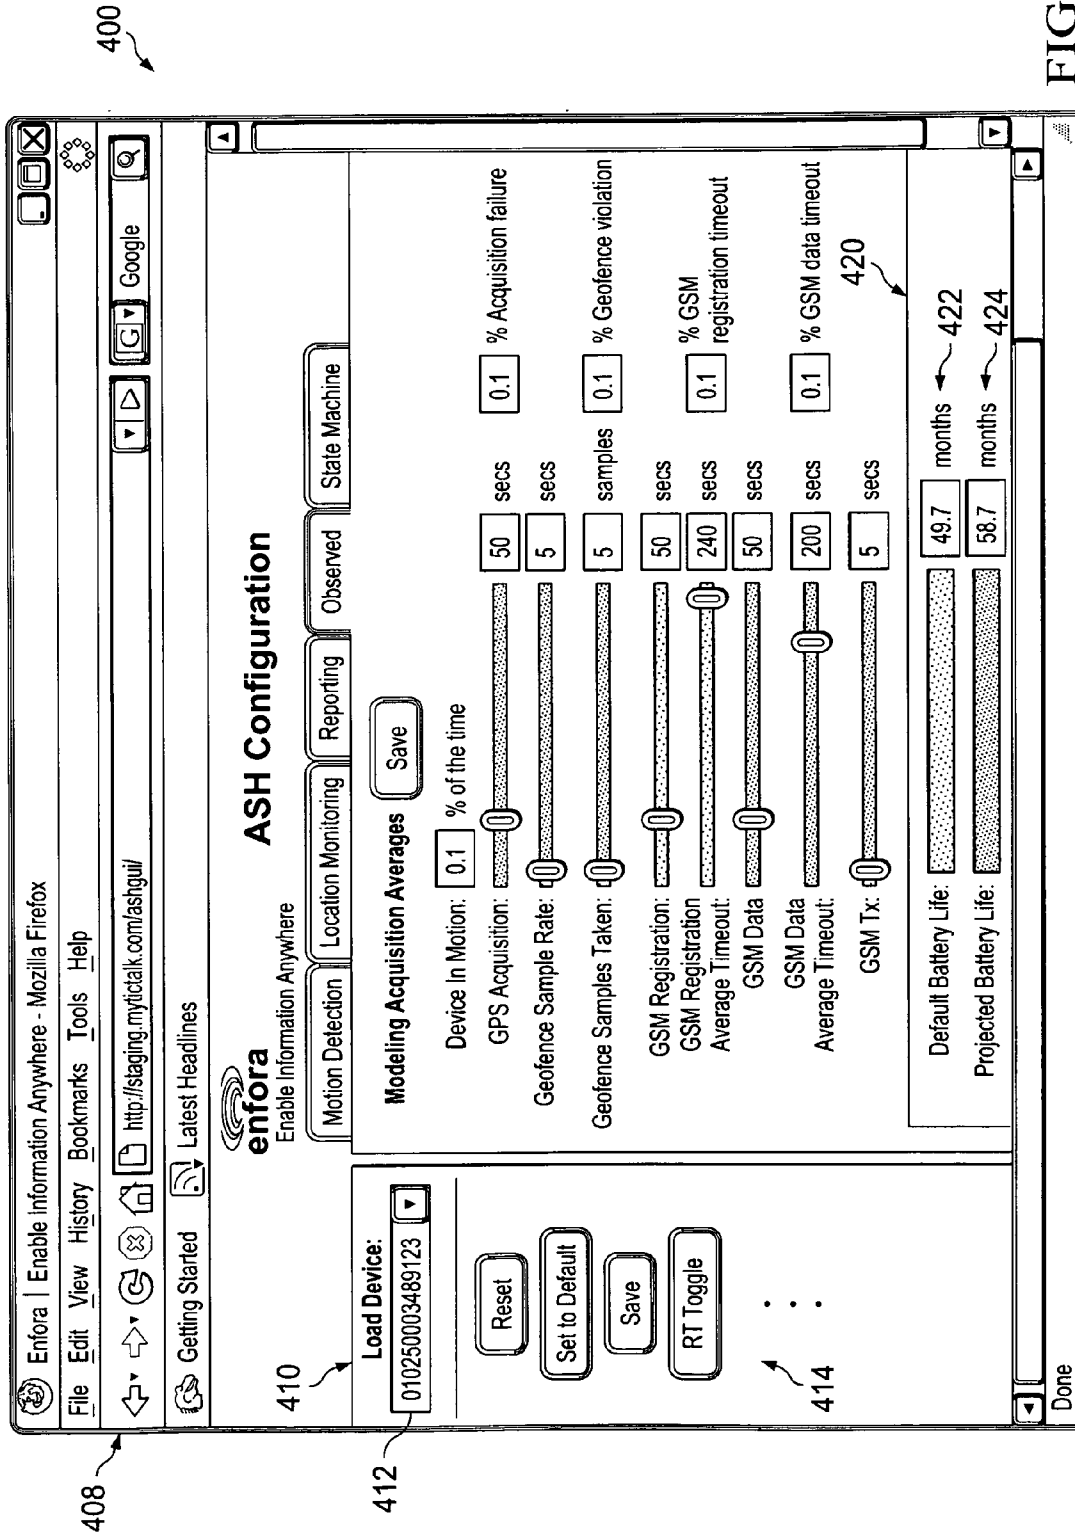 400
408
Enfora | Enable Information Anywhere - Mozilla Firefox
File Edit View History Bookmarks Tools Help
http://staging.mytictalk.com/ashgui/
G Google
Getting Started Latest Headlines
410
enfora
Enable Information Anywhere
ASH Configuration
Motion Detection Location Monitoring Reporting Observed State Machine
412
Load Device:
010250003489123
Reset
Set to Default
Save
RT Toggle
414
Modeling Acquisition Averages Save
Device In Motion: 0.1 % of the time
GPS Acquisition: 50 secs 0.1 % Acquisition failure
Geofence Sample Rate: 5 secs
Geofence Samples Taken: 5 samples 0.1 % Geofence violation
GSM Registration: 50 secs
GSM Registration
Average Timeout: 240 secs 0.1 % GSM
registration timeout
GSM Data 50 secs
GSM Data
Average Timeout: 200 secs 0.1 % GSM data timeout
GSM Tx: 5 secs
420
Default Battery Life: 49.7 months 422
Projected Battery Life: 58.7 months 424
Done
FIG